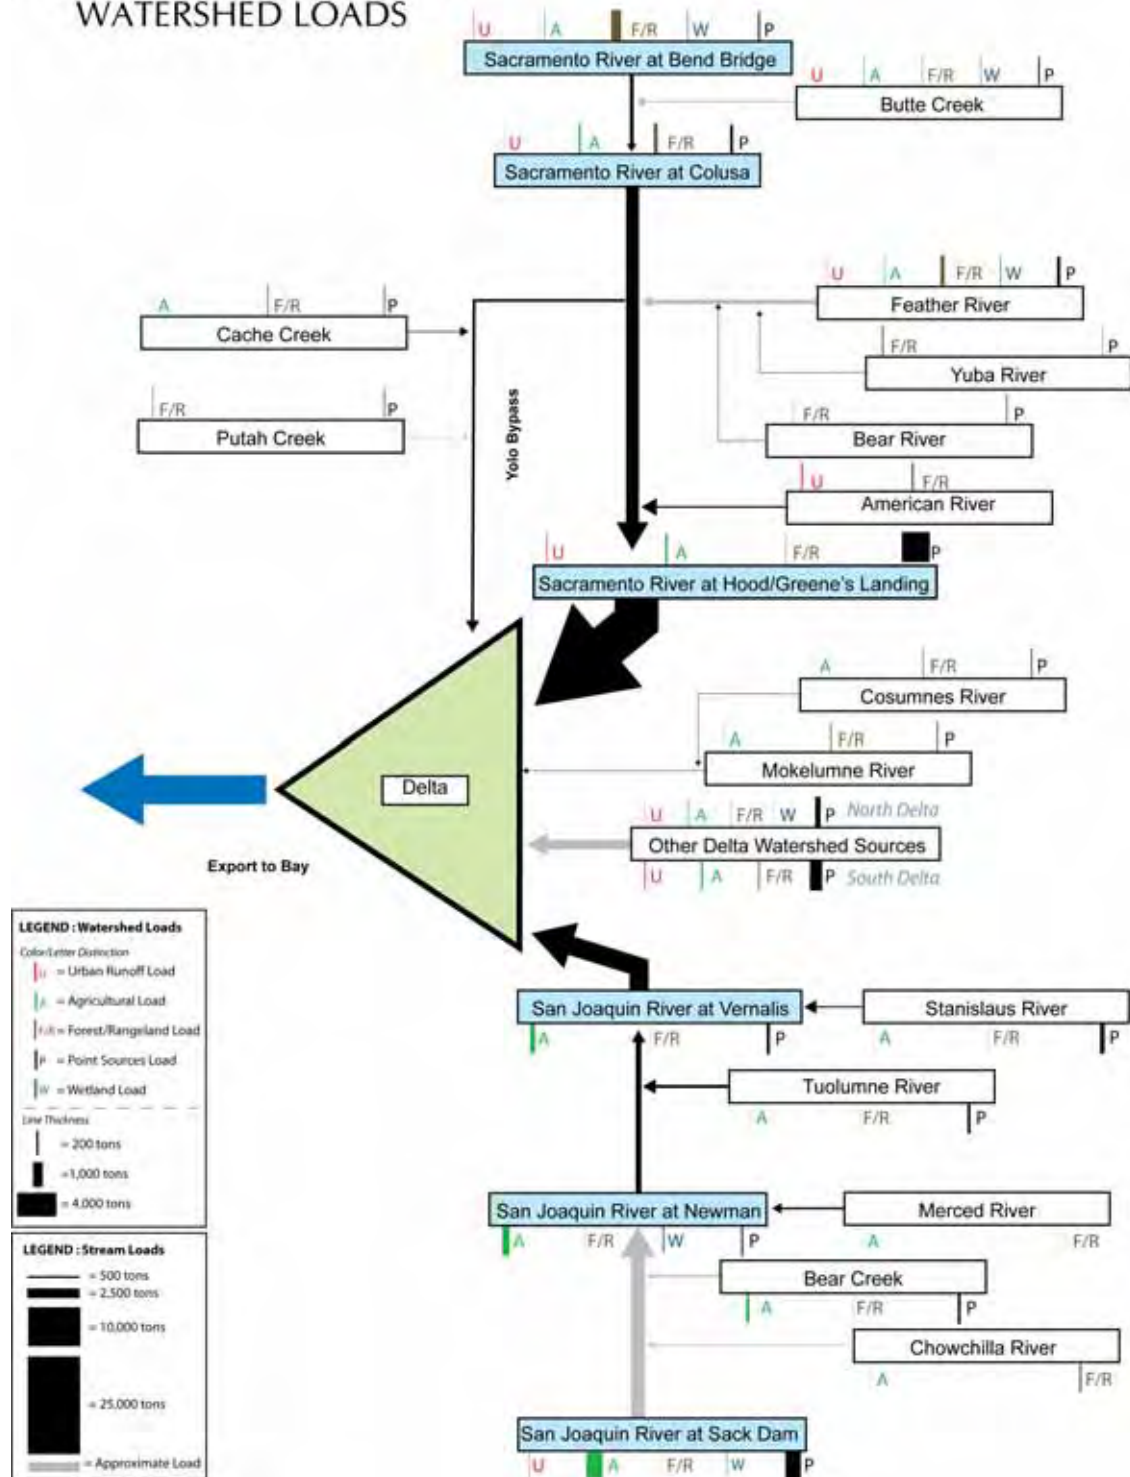 WATERSHED LOADS
U A F/R W P
Sacramento River at Bend Bridge
U A F/R W P
Butte Creek
U A F/R P
Sacramento River at Colusa
U A F/R W P
Feather River
A F/R P
Cache Creek
F/R P
Yuba River
F/R P
Putah Creek
F/R P
Bear River
Yolo Bypass
U F/R
American River
U A F/R P
Sacramento River at Hood/Greene's Landing
A F/R P
Cosumnes River
A F/R P
Mokelumne River
Delta
U A F/R W P North Delta
Other Delta Watershed Sources
U A F/R P South Delta
Export to Bay
San Joaquin River at Vernalis
A F/R P
Stanislaus River
A F/R P
Tuolumne River
A F/R P
San Joaquin River at Newman
A F/R W P
Merced River
A F/R
Bear Creek
A F/R P
Chowchilla River
A F/R
San Joaquin River at Sack Dam
U A F/R W P
LEGEND : Watershed Loads
Color/Letter Distinction
U = Urban Runoff Load
A = Agricultural Load
F/R = Forest/Rangeland Load
P = Point Sources Load
W = Wetland Load
Line Thickness
= 200 tons
=1,000 tons
= 4,000 tons
LEGEND : Stream Loads
= 500 tons
= 2,500 tons
= 10,000 tons
= 25,000 tons
= Approximate Load